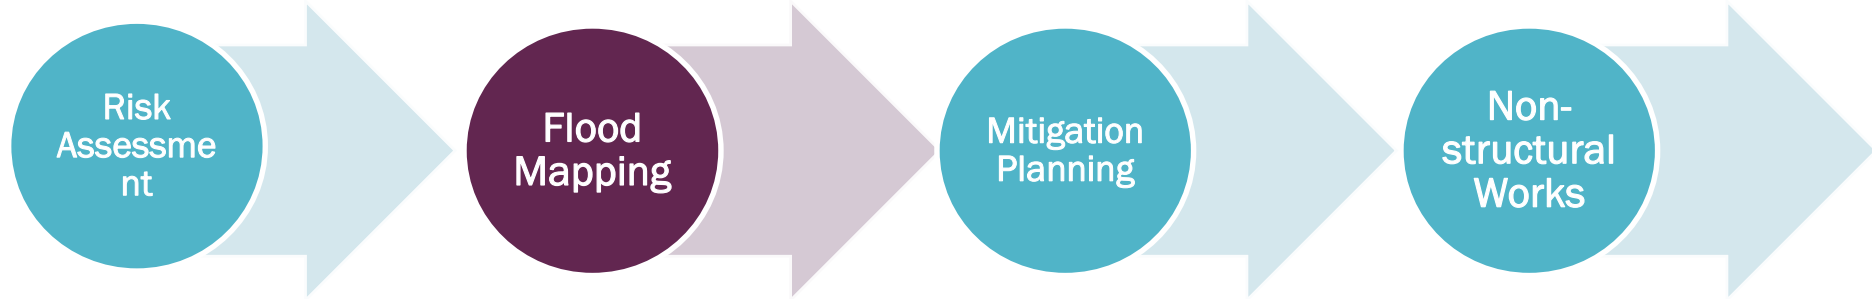 Risk
Assessme
nt
Flood
Mapping
Mitigation
Planning
Non-
structural
Works